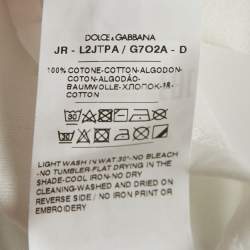 DOLCE & GABBANA
JR - L2JTPA / G7O2A - D
100% COTONE-COTTON-ALGODON-
COTTON-ALGODÃO-
BAUMWOLLE-ХЛОПОК-
COTTON
LIGHT WASH IN WAT 30°-NO BLEACH
-NO TUMBLER-FLAT DRYING IN THE
SHADE-COOL IRON-NO DRY
CLEANING-WASHED AND DRIED ON
REVERSE SIDE / NO IRON PRINT OR
EMBROIDERY